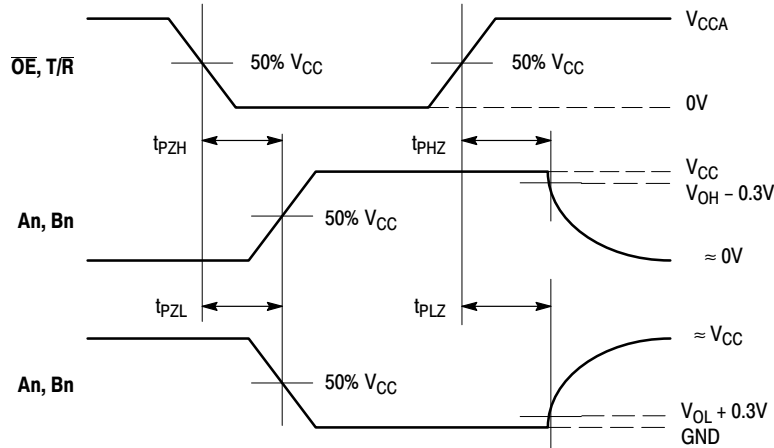 V_CCA
O̅E̅, T/R̅
50% V_CC
50% V_CC
0V
t_PZH
t_PHZ
V_CC
V_OH – 0.3V
An, Bn
50% V_CC
≈ 0V
t_PZL
t_PLZ
≈ V_CC
An, Bn
50% V_CC
V_OL + 0.3V
GND